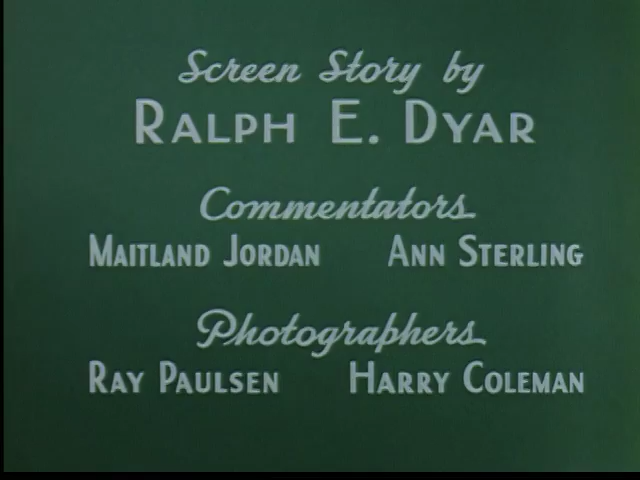 Screen Story by
RALPH E. DYAR
Commentators
MAITLAND JORDAN ANN STERLING
Photographers
RAY PAULSEN HARRY COLEMAN